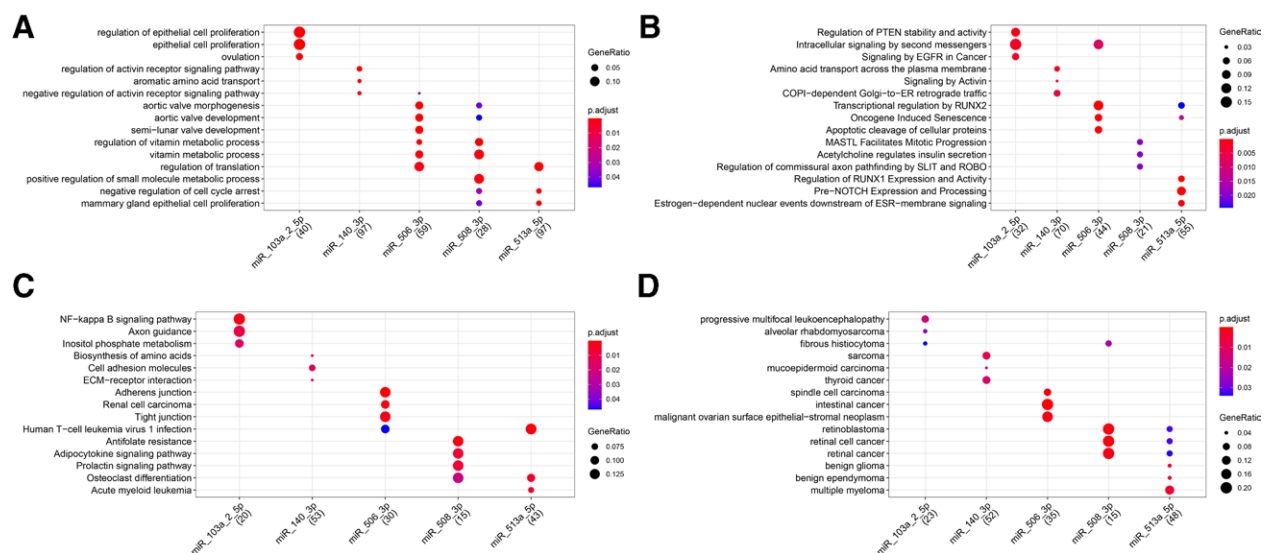 A
regulation of epithelial cell proliferation
epithelial cell proliferation
ovulation
regulation of activin receptor signaling pathway
aromatic amino acid transport
negative regulation of activin receptor signaling pathway
aortic valve morphogenesis
aortic valve development
semi-lunar valve development
regulation of vitamin metabolic process
vitamin metabolic process
regulation of translation
positive regulation of small molecule metabolic process
negative regulation of cell cycle arrest
mammary gland epithelial cell proliferation
miR_103a_2_5p
(40)
miR_140_3p
(97)
miR_506_3p
(59)
miR_508_3p
(28)
miR_513a_5p
(97)
GeneRatio
0.05
0.10
p.adjust
0.01
0.02
0.03
0.04
B
Regulation of PTEN stability and activity
Intracellular signaling by second messengers
Signaling by EGFR in Cancer
Amino acid transport across the plasma membrane
Signaling by Activin
COPI-dependent Golgi-to-ER retrograde traffic
Transcriptional regulation by RUNX2
Oncogene Induced Senescence
Apoptotic cleavage of cellular proteins
MASTL Facilitates Mitotic Progression
Acetylcholine regulates insulin secretion
Regulation of commissural axon pathfinding by SLIT and ROBO
Regulation of RUNX1 Expression and Activity
Pre-NOTCH Expression and Processing
Estrogen-dependent nuclear events downstream of ESR-membrane signaling
miR_103a_2_5p
(32)
miR_140_3p
(70)
miR_506_3p
(44)
miR_508_3p
(21)
miR_513a_5p
(55)
GeneRatio
0.03
0.06
0.09
0.12
0.15
p.adjust
0.005
0.010
0.015
0.020
C
NF-kappa B signaling pathway
Axon guidance
Inositol phosphate metabolism
Biosynthesis of amino acids
Cell adhesion molecules
ECM-receptor interaction
Adherens junction
Renal cell carcinoma
Tight junction
Human T-cell leukemia virus 1 infection
Antifolate resistance
Adipocytokine signaling pathway
Prolactin signaling pathway
Osteoclast differentiation
Acute myeloid leukemia
miR_103a_2_5p
(20)
miR_140_3p
(53)
miR_506_3p
(30)
miR_508_3p
(15)
miR_513a_5p
(43)
p.adjust
0.01
0.02
0.03
0.04
GeneRatio
0.075
0.100
0.125
D
progressive multifocal leukoencephalopathy
alveolar rhabdomyosarcoma
fibrous histiocytoma
sarcoma
mucoepidermoid carcinoma
thyroid cancer
spindle cell carcinoma
intestinal cancer
malignant ovarian surface epithelial-stromal neoplasm
retinoblastoma
retinal cell cancer
retinal cancer
benign glioma
benign ependymoma
multiple myeloma
miR_103a_2_5p
(23)
miR_140_3p
(52)
miR_506_3p
(35)
miR_508_3p
(15)
miR_513a_5p
(48)
p.adjust
0.01
0.02
0.03
GeneRatio
0.04
0.08
0.12
0.16
0.20